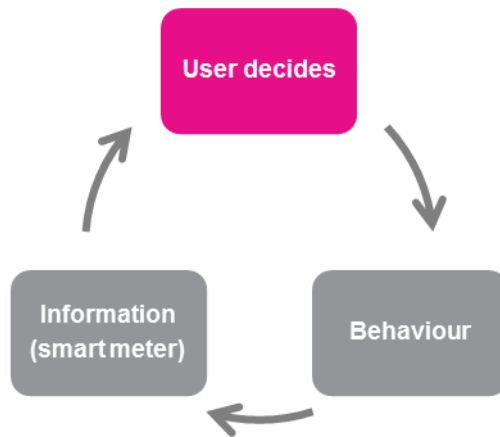 User decides
Information
(smart meter)
Behaviour